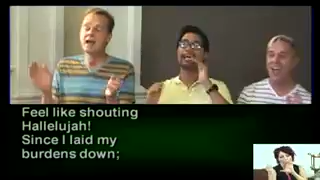 Feel like shouting
Hallelujah!
Since I laid my
burdens down;